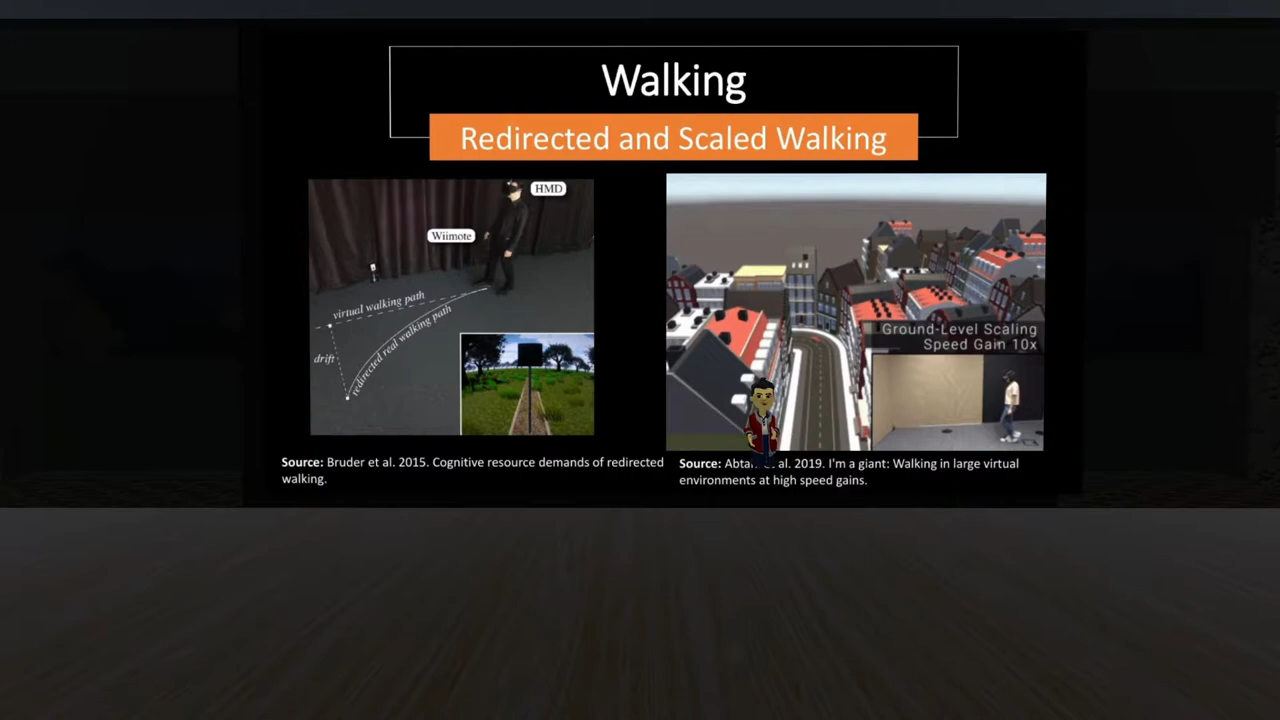 Walking
Redirected and Scaled Walking
HMD
Wiimote
virtual walking path
redirected real walking path
drift
Ground-Level Scaling
Speed Gain 10x
Source: Bruder et al. 2015. Cognitive resource demands of redirected
walking.
Source: al. 2019. I'm a giant: Walking in large virtual
environments at high speed gains.